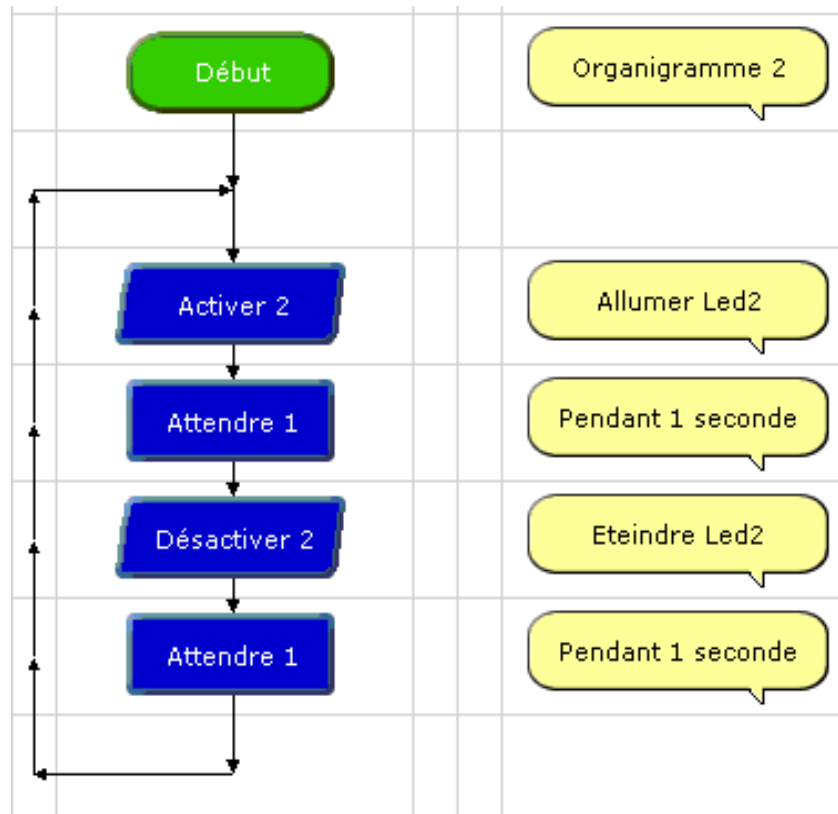 Début
Organigramme 2
Activer 2
Allumer Led2
Attendre 1
Pendant 1 seconde
Désactiver 2
Eteindre Led2
Attendre 1
Pendant 1 seconde